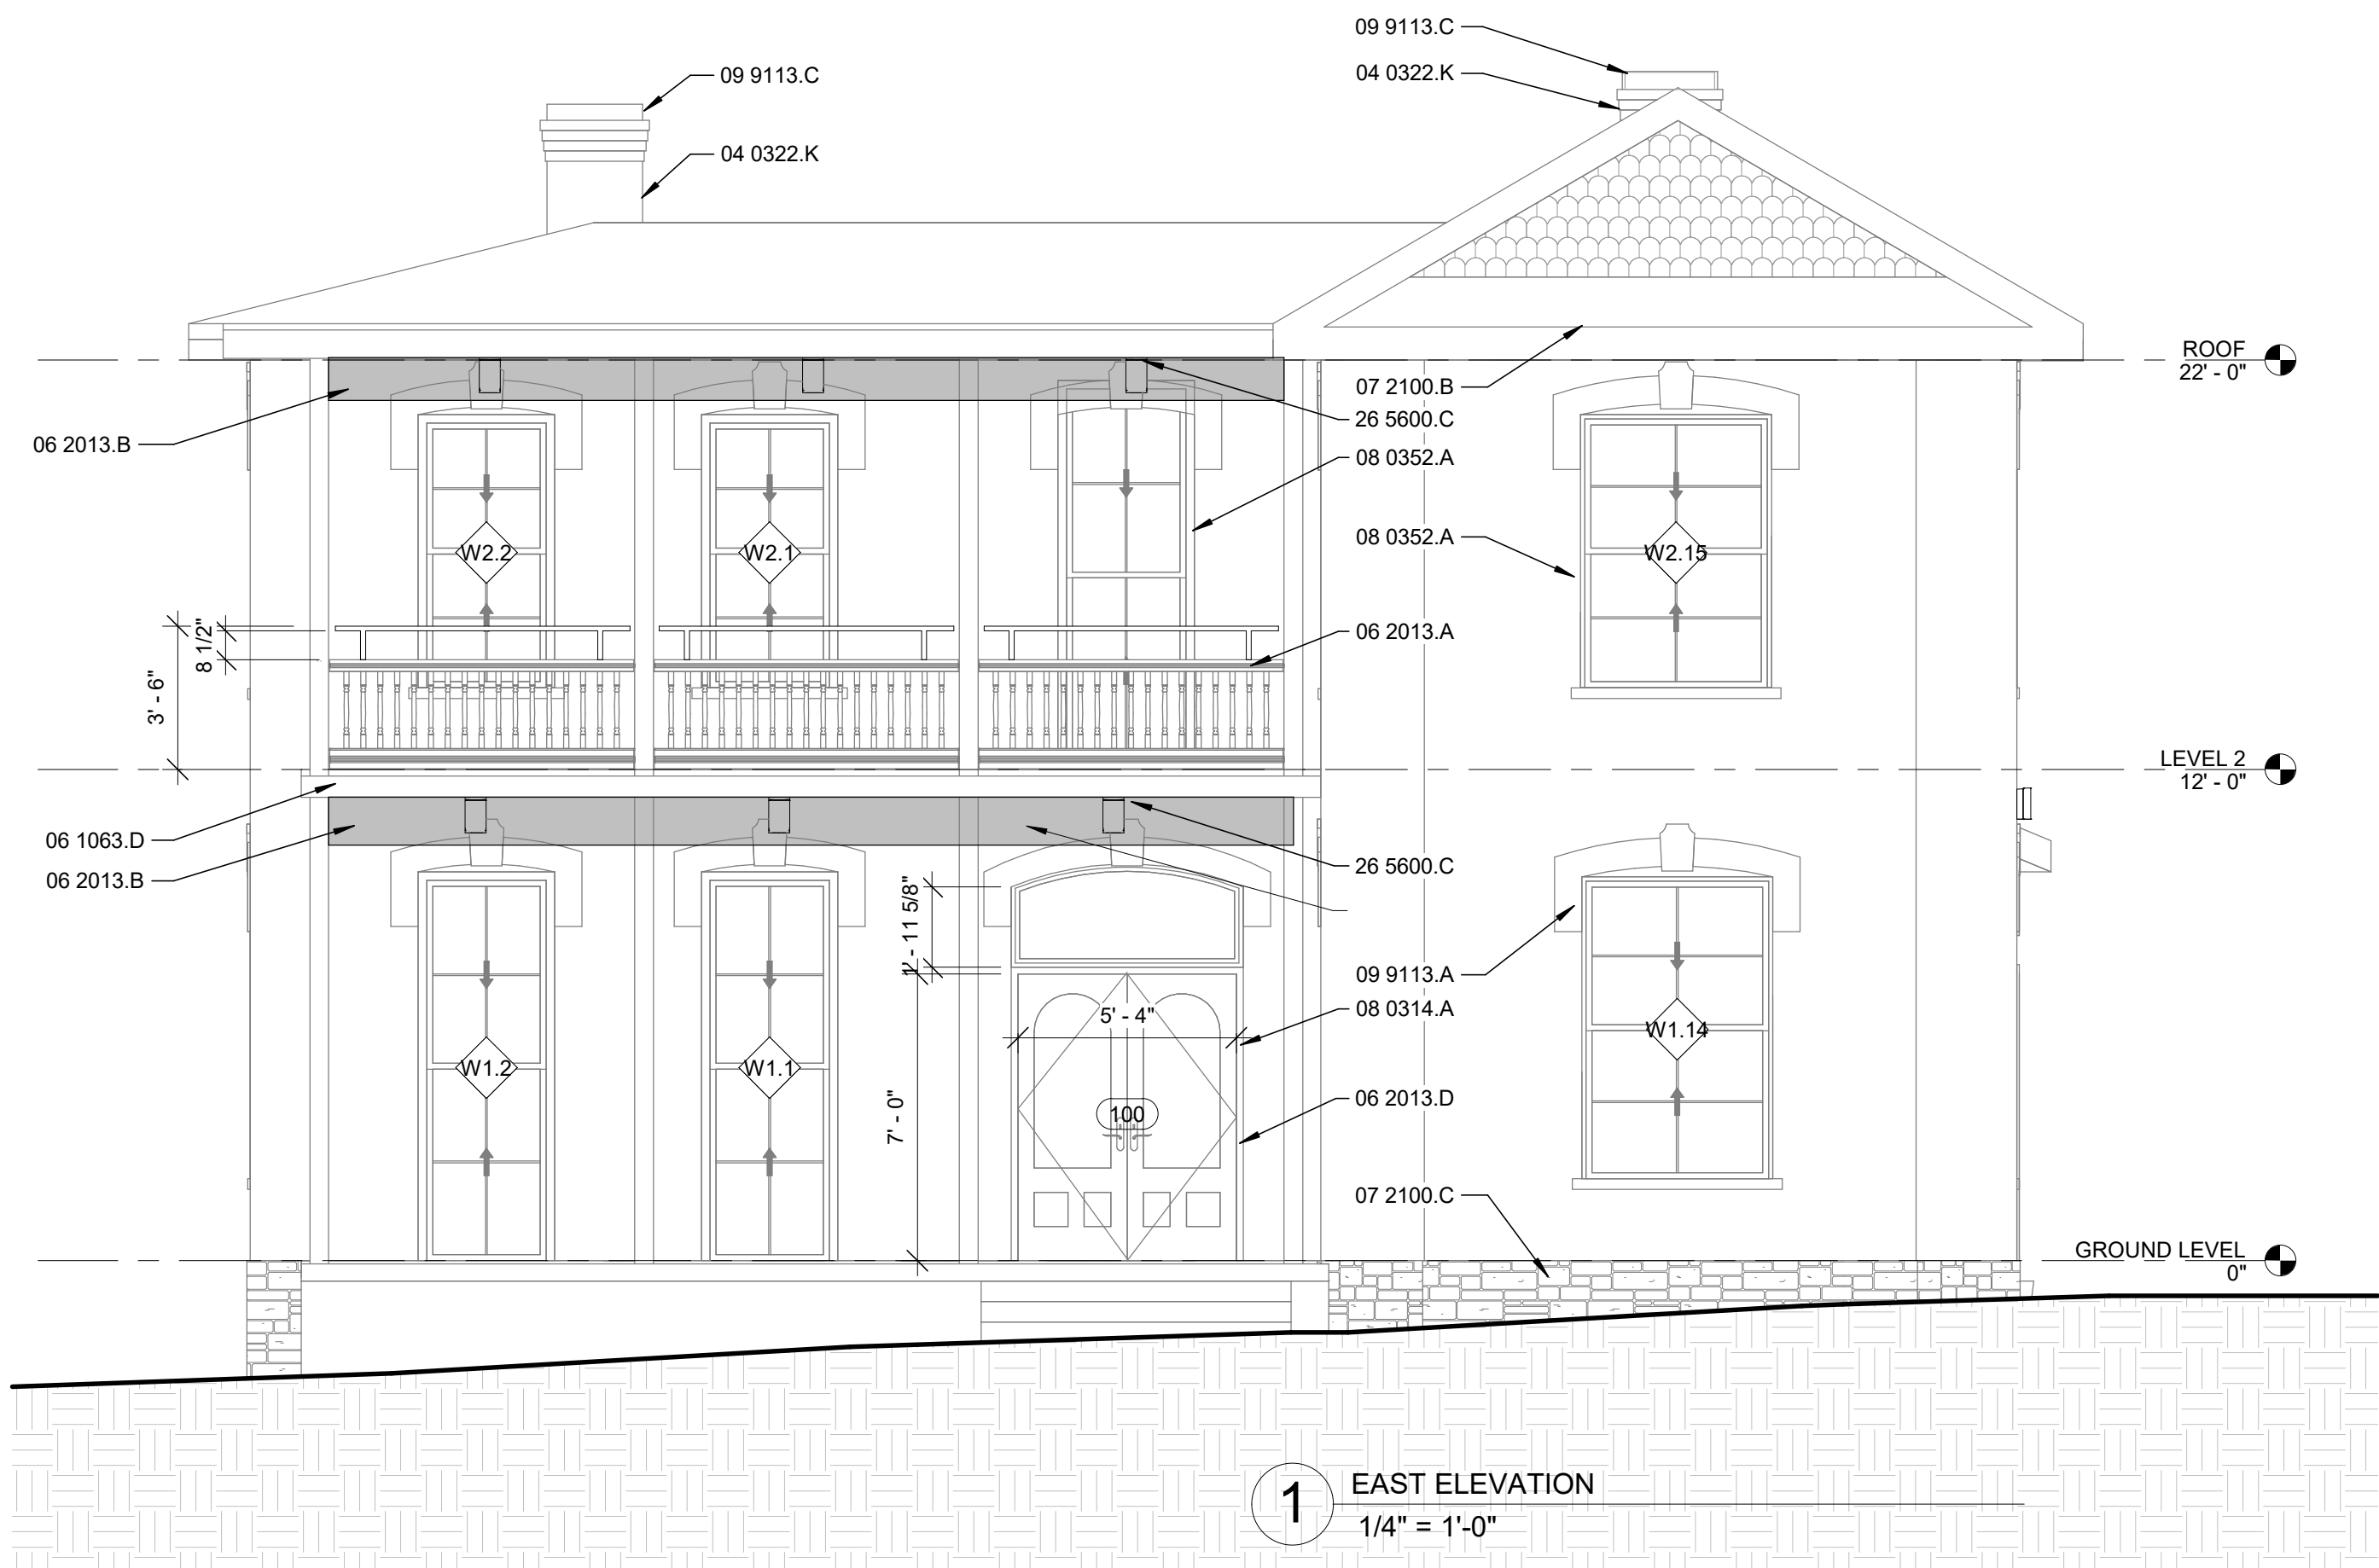 09 9113.C
04 0322.K
09 9113.C
04 0322.K
ROOF
22' - 0"
07 2100.B
26 5600.C
06 2013.B
08 0352.A
08 0352.A
W2.2
W2.1
W2.15
06 2013.A
8 1/2"
3' - 6"
LEVEL 2
12' - 0"
06 1063.D
06 2013.B
26 5600.C
1' - 11 5/8"
09 9113.A
08 0314.A
5' - 4"
W1.14
W1.2
W1.1
7' - 0"
100
06 2013.D
07 2100.C
GROUND LEVEL
0"
1
EAST ELEVATION
1/4" = 1'-0"